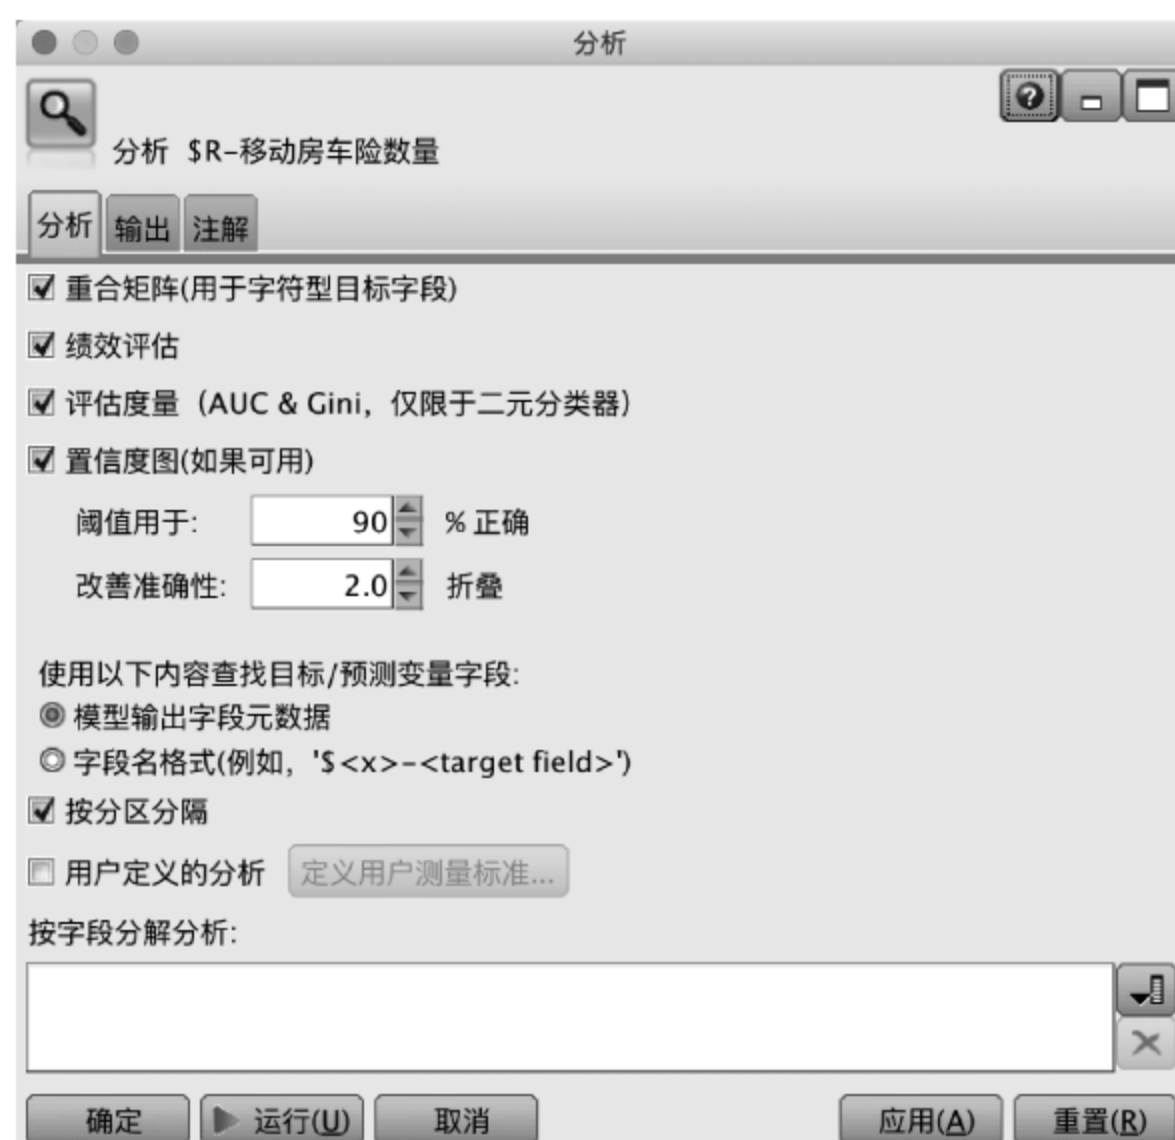 分析
分析 $R-移动房车险数量
分析 输出 注解
重合矩阵(用于字符型目标字段)
绩效评估
评估度量（AUC & Gini，仅限于二元分类器）
置信度图(如果可用)
阈值用于: 90 % 正确
改善准确性: 2.0 折叠
使用以下内容查找目标/预测变量字段:
模型输出字段元数据
字段名格式(例如，'$<x>-<target field>')
按分区分隔
用户定义的分析 定义用户测量标准...
按字段分解分析:
确定 运行(U) 取消 应用(A) 重置(R)